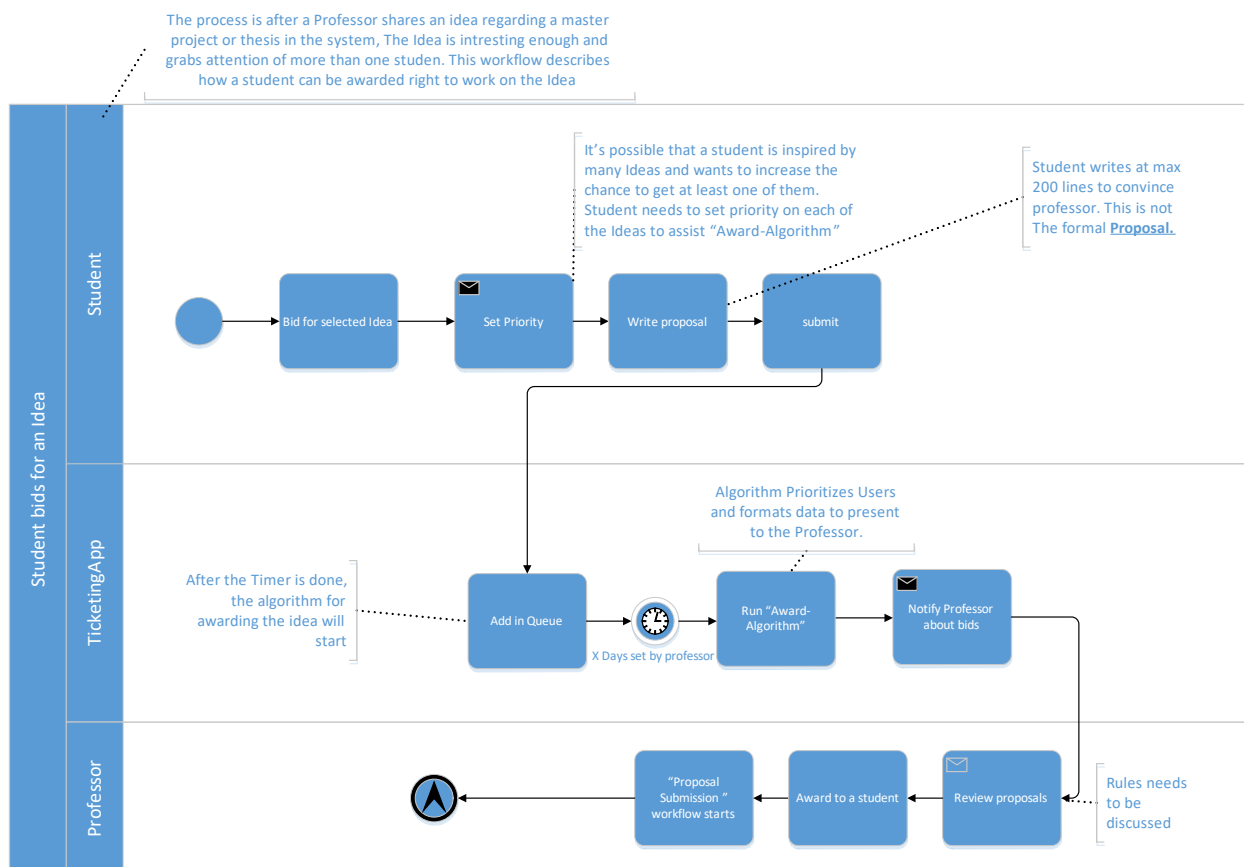 The process is after a Professor shares an idea regarding a master
project or thesis in the system, The Idea is intresting enough and
grabs attention of more than one studen. This workflow describes
how a student can be awarded right to work on the Idea
Student bids for an Idea
Student
It's possible that a student is inspired by
many Ideas and wants to increase the
chance to get at least one of them.
Student needs to set priority on each of
the Ideas to assist “Award-Algorithm”
Student writes at max
200 lines to convince
professor. This is not
The formal Proposal.
Bid for selected Idea
Set Priority
Write proposal
submit
TicketingApp
Algorithm Prioritizes Users
and formats data to present
to the Professor.
After the Timer is done,
the algorithm for
awarding the idea will
start
Add in Queue
X Days set by professor
Run “Award-
Algorithm”
Notify Professor
about bids
Professor
“Proposal
Submission ”
workflow starts
Award to a student
Review proposals
Rules needs
to be
discussed